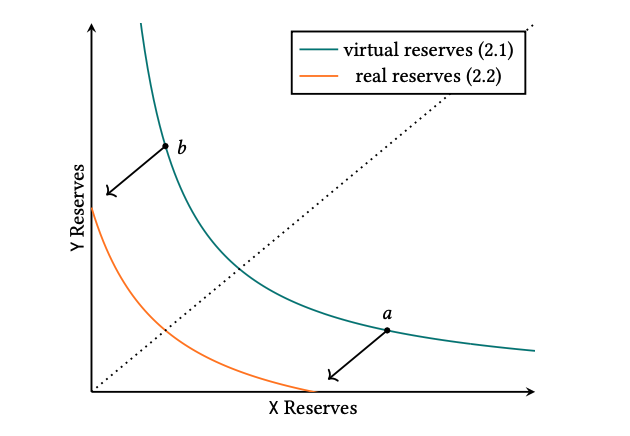 virtual reserves (2.1)
real reserves (2.2)
b
Y Reserves
a
X Reserves